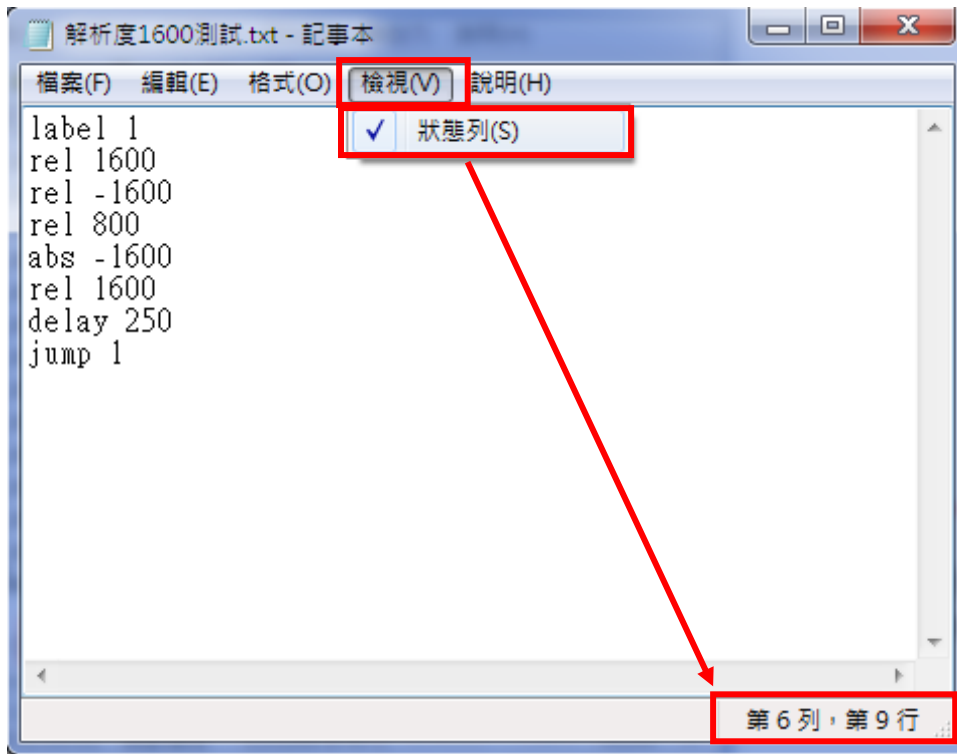 解析度1600測試.txt - 記事本
檔案(F) 編輯(E) 格式(O) 檢視(V) 說明(H)
✓ 狀態列(S)
label 1
rel 1600
rel -1600
rel 800
abs -1600
rel 1600
delay 250
jump 1
第 6 列，第 9 行